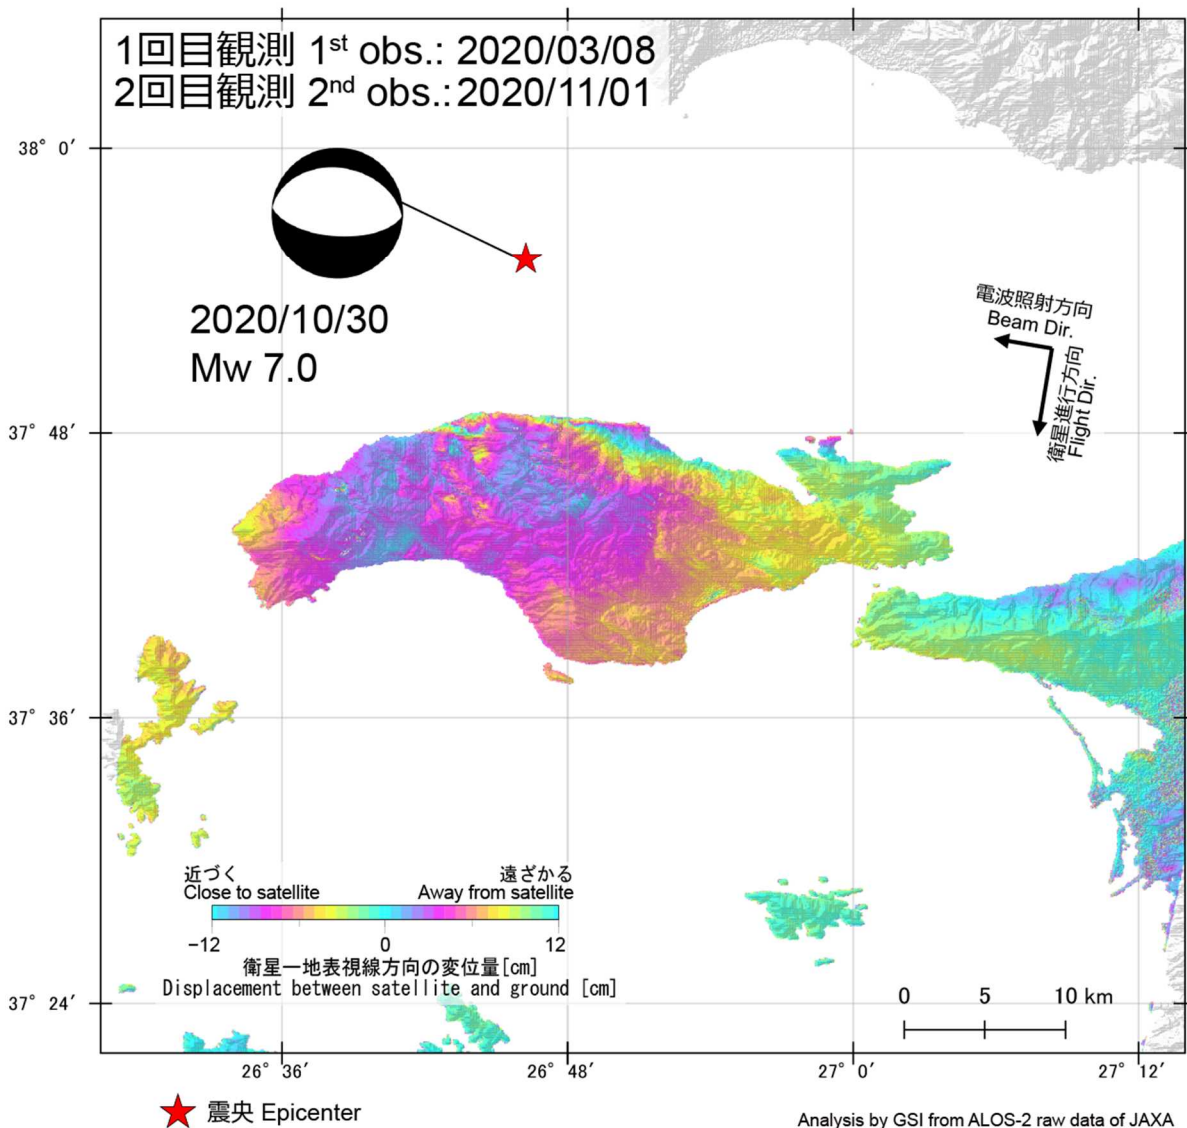 1回目観測 1st obs.: 2020/03/08
2回目観測 2nd obs.: 2020/11/01
38° 0′
2020/10/30
Mw 7.0
電波照射方向
Beam Dir.
衛星進行方向
Flight Dir.
37° 48′
37° 36′
近づく
Close to satellite
遠ざかる
Away from satellite
−12 0 12
衛星―地表視線方向の変位量[cm]
Displacement between satellite and ground [cm]
37° 24′
0 5 10 km
26° 36′ 26° 48′ 27° 0′ 27° 12′
震央 Epicenter
Analysis by GSI from ALOS-2 raw data of JAXA